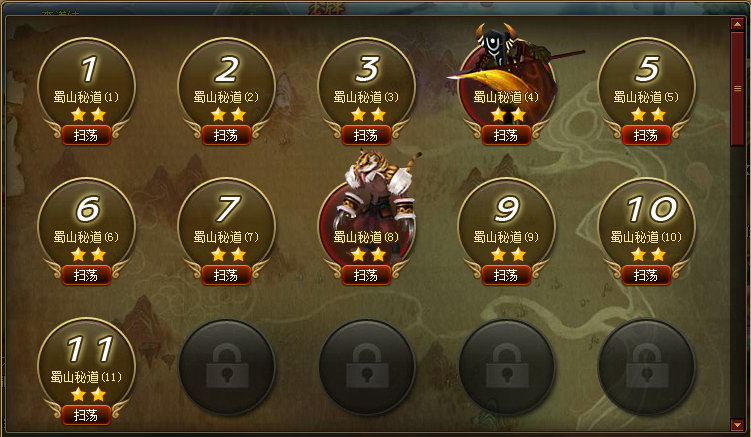 1
蜀山秘道(1)
扫荡
2
蜀山秘道(2)
扫荡
3
蜀山秘道(3)
扫荡
蜀山秘道(4)
扫荡
5
蜀山秘道(5)
扫荡
6
蜀山秘道(6)
扫荡
7
蜀山秘道(7)
扫荡
蜀山秘道(8)
扫荡
9
蜀山秘道(9)
扫荡
10
蜀山秘道(10)
扫荡
11
蜀山秘道(11)
扫荡